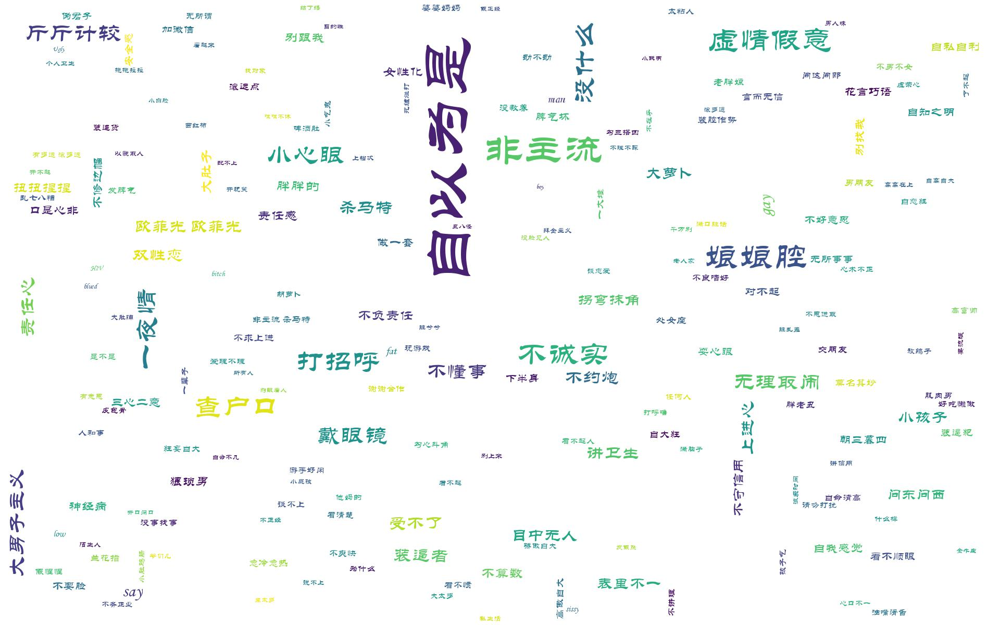 结了婚
婆婆妈妈
假正经
太粘人
伪君子
无所谓
目的性
男人味
斤斤计较
加微信
别跟我
没什么
虚情假意
看起来
安全感
自私自利
Ugly
个人卫生
拖拖拉拉
找对象
女性化
自以为是
动不动
小聪明
不男不女
问这问那
了不起
滚远点
死缠烂打
老胖娘
虚荣心
花言巧语
言而无信
man
小白脸
小气鬼
没教养
脾气坏
滚多远
装腔作势
自知之明
不在乎
装逼货
西红柿
啤酒肚
勾三搭四
别找我
非主流
不理不睬
有多远 滚多远
以貌取人
大肚子
小心眼
上档次
配不上
不修边幅
开不起
大萝卜
扭扭捏捏
发脾气
开玩笑
胖胖的
boy
男朋友
高高在上
自高自大
乱七八糟
口是心非
杀马特
一大堆
gay
自恋狂
责任感
欧菲光 欧菲光
丑八怪
拜金主义
没脸见人
千万别
满口脏话
不好意思
做一套
双性恋
娘娘腔
老人家
无所事事
心术不正
HIV
bitch
谈恋爱
不良嗜好
blued
责任心
一夜情
胡萝卜
拐弯抹角
对不起
大肚腩
非主流 杀马特
不负责任
脏兮兮
处女座
不思进取
高富帅
脏乱差
不求上进
耍流氓
是不是
爱理不理
打招呼
fat
玩游戏
不诚实
耍心眼
交朋友
放鸽子
一辈子
所有人
不懂事
下半身
不约炮
无理取闹
莫名其妙
狗眼看人
谢谢合作
有意思
三心二意
皮包骨
查户口
任何人
胖老丑
肌肉男
好吃懒做
打呼噜
上进心
小孩子
人和事
戴眼镜
自大狂
装逼犯
狂妄自大
勾心斗角
看不起人
讲卫生
满脑子
朝三暮四
自命不凡
别上来
不守信用
讲信用
大男子主义
游手好闲
猥琐男
小屁孩
看不起
浪费时间
他妈的
自命清高
问东问西
神经病
谈不上
请勿打扰
开口闭口
没事找事
看清楚
不正经
受不了
什么样
low
目中无人
骄傲自大
陌生人
兰花指
爷们儿
小肚鸡肠
不爽快
装逼者
自我感觉
看不顺眼
金牛座
忽冷忽热
为什么
孩子气
假惺惺
不要脸
不算数
说不上
看不惯
高傲自大
表里不一
say
大太多
不讲理
不务正业
sissy
心口不一
油嘴滑舌
私生活